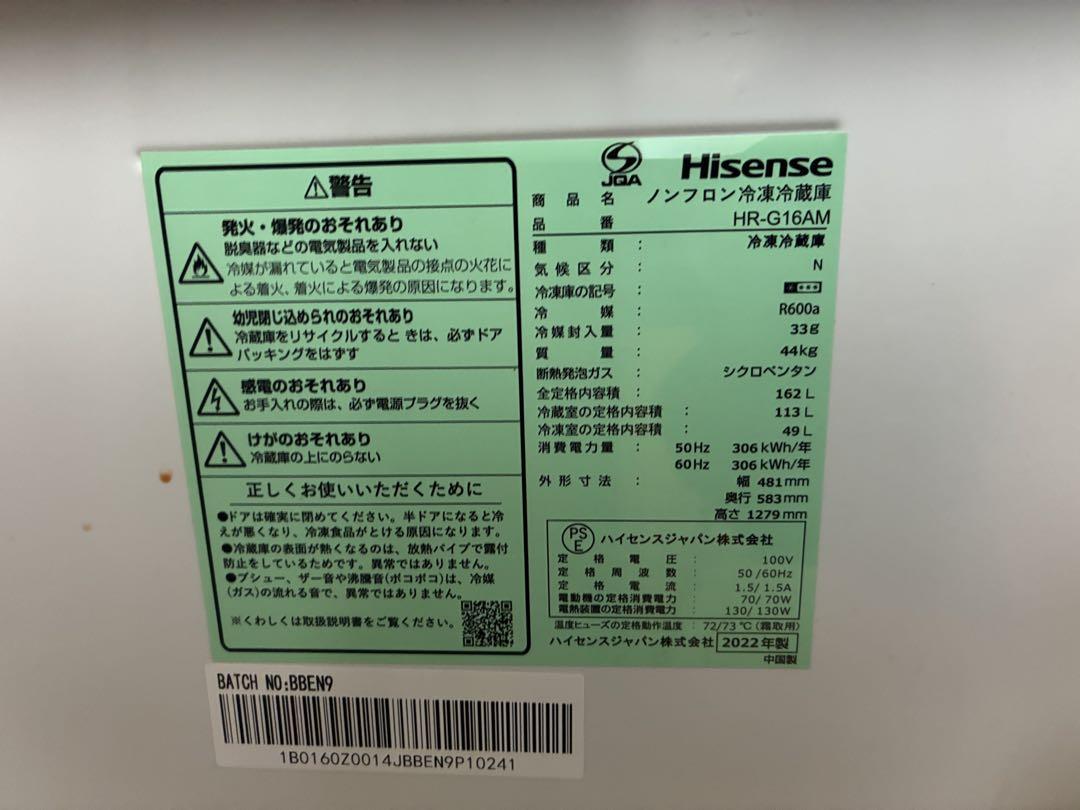 ⚠警告
発火・爆発のおそれあり
脱臭器などの電気製品を入れない
冷媒が漏れていると電気製品の接点の火花に
よる着火、着火による爆発の原因になります。
幼児閉じ込められのおそれあり
冷蔵庫をリサイクルすると きは、必ずドア
パッキングをはずす
感電のおそれあり
お手入れの際は、必ず電源プラグを抜く
けがのおそれあり
冷蔵庫の上にのらない
正しくお使いいただくために
●ドアは確実に閉めてください。半ドアになると冷
えが悪くなり、冷凍食品がとける原因になります。
●冷蔵庫の表面が熱くなるのは、放熱パイプで露付
防止をしているためです。異常ではありません。
●ブシュー、ザー音や沸騰音(ボコボコ)は、冷媒
(ガス)の流れる音で、異常ではありません。
※くわしくは取扱説明書をご覧ください。
JQA Hisense
商品名 ノンフロン冷凍冷蔵庫
品番 HR-G16AM
種類 : 冷凍冷蔵庫
気候区分 : N
冷凍庫の記号 :
冷媒 : R600a
冷媒封入量 : 33g
質量 : 44kg
断熱発泡ガス : シクロペンタン
全定格内容積 : 162 L
冷蔵室の定格内容積 : 113 L
冷凍室の定格内容積 : 49 L
消費電力量 : 50Hz 306 kWh/年
60Hz 306 kWh/年
外形寸法 : 幅 481mm
奥行 583mm
高さ 1279mm
PSE ハイセンスジャパン株式会社
定格電圧 : 100V
定格周波数 : 50/60Hz
定格電流 : 1.5/1.5A
電動機の定格消費電力 : 70/70W
電熱装置の定格消費電力 : 130/130W
温度ヒューズの定格動作温度 : 72/73℃(霜取用)
ハイセンスジャパン株式会社 2022年製
中国製
BATCH NO:BBEN9
1B0160Z0014JBBEN9P10241